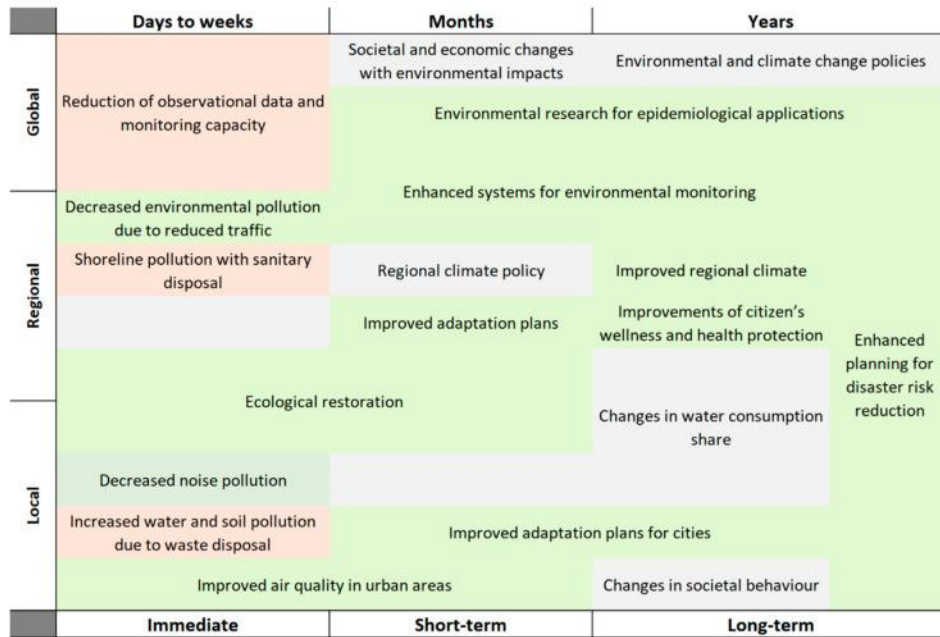 Days to weeks
Months
Years
Global
Reduction of observational data and
monitoring capacity
Societal and economic changes
with environmental impacts
Environmental and climate change policies
Environmental research for epidemiological applications
Enhanced systems for environmental monitoring
Regional
Decreased environmental pollution
due to reduced traffic
Shoreline pollution with sanitary
disposal
Regional climate policy
Improved regional climate
Improved adaptation plans
Improvements of citizen's
wellness and health protection
Enhanced
planning for
disaster risk
reduction
Ecological restoration
Changes in water consumption
share
Local
Decreased noise pollution
Increased water and soil pollution
due to waste disposal
Improved adaptation plans for cities
Improved air quality in urban areas
Changes in societal behaviour
Immediate
Short-term
Long-term